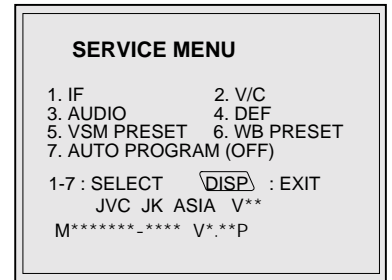 SERVICE MENU
1. IF 2. V/C
3. AUDIO 4. DEF
5. VSM PRESET 6. WB PRESET
7. AUTO PROGRAM (OFF)
1-7 : SELECT DISP : EXIT
JVC JK ASIA V**
M*******-**** V*.**P